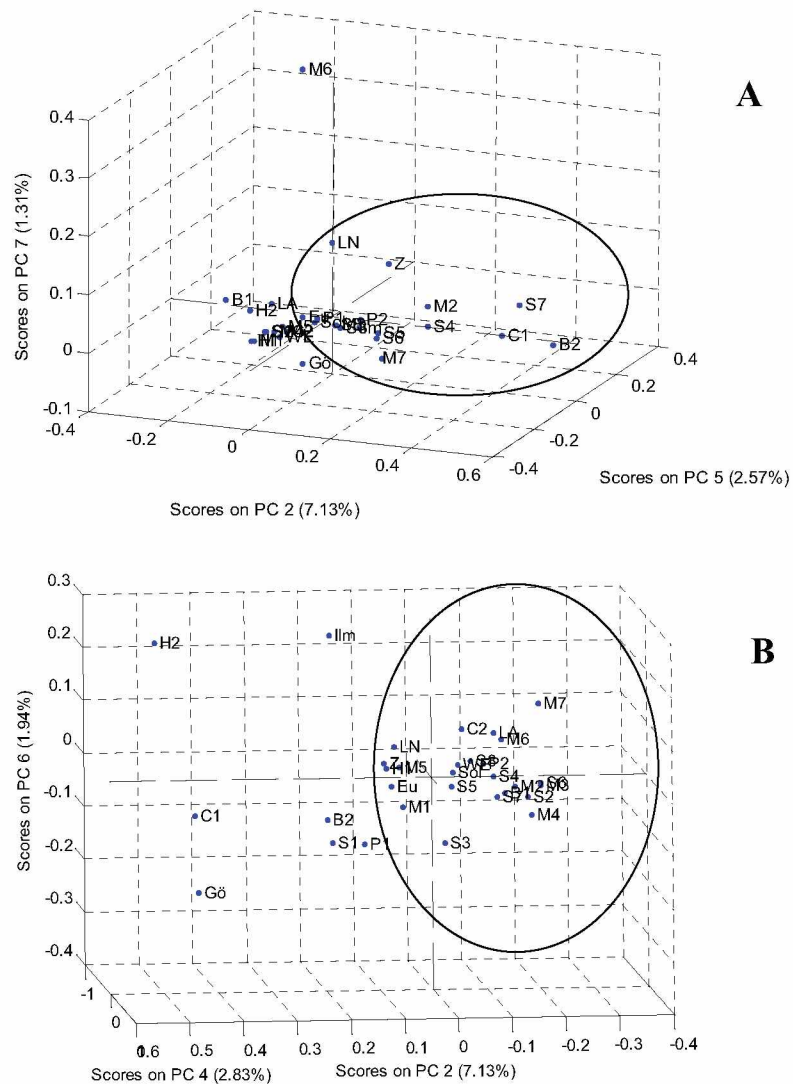 A
0.4
0.3
0.2
0.1
0
-0.1
Scores on PC 7 (1.31%)
M6
LN
Z
B1
LA
H2
M2
S7
S4
C1
B2
Eu P1 P2
S5
S6
M7
Gö
-0.4
-0.2
0
0.2
0.4
0.6
Scores on PC 2 (7.13%)
-0.4
-0.2
0
0.2
0.4
Scores on PC 5 (2.57%)
B
0.3
0.2
0.1
0
-0.1
-0.2
-0.3
-0.4
Scores on PC 6 (1.94%)
H2
Ilm
M7
C2
LA
M6
LN
Z H1 M5
Sol
S4
Eu
S5
M2 M3
S7 S2
M1
M4
C1
B2
S1
P1
S3
Gö
-1
0
Scores on PC 4 (2.83%)
0.6
0.5
0.4
0.3
0.2
0.1
0
-0.1
-0.2
-0.3
-0.4
Scores on PC 2 (7.13%)